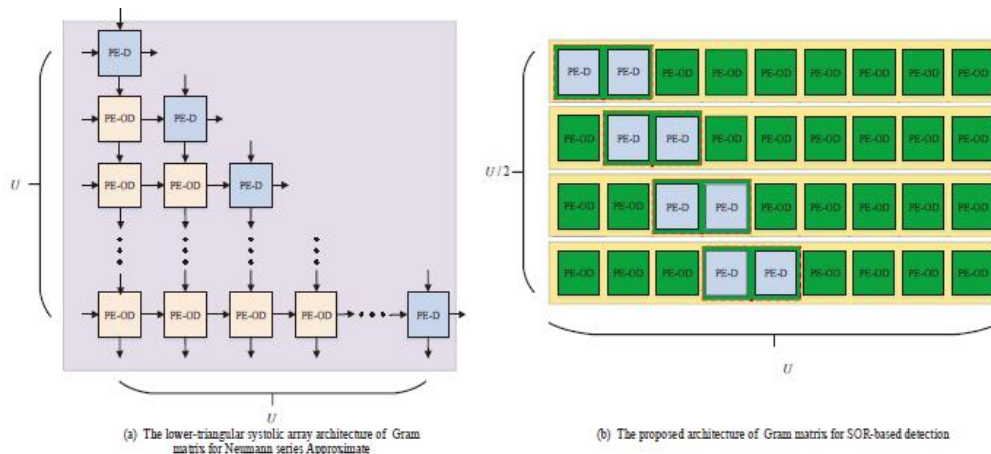 PE-D
PE-OD PE-D
PE-OD PE-OD PE-D
U
PE-OD PE-OD PE-OD PE-OD PE-D
U
(a) The lower-triangular systolic array architecture of Gram
matrix for Neumann series Approximate
PE-D PE-D PE-OD PE-OD PE-OD PE-OD PE-OD PE-OD PE-OD
PE-OD PE-D PE-D PE-OD PE-OD PE-OD PE-OD PE-OD PE-OD
U/2
PE-OD PE-OD PE-D PE-D PE-OD PE-OD PE-OD PE-OD PE-OD
PE-OD PE-OD PE-OD PE-D PE-D PE-OD PE-OD PE-OD PE-OD
U
(b) The proposed architecture of Gram matrix for SOR-based detection